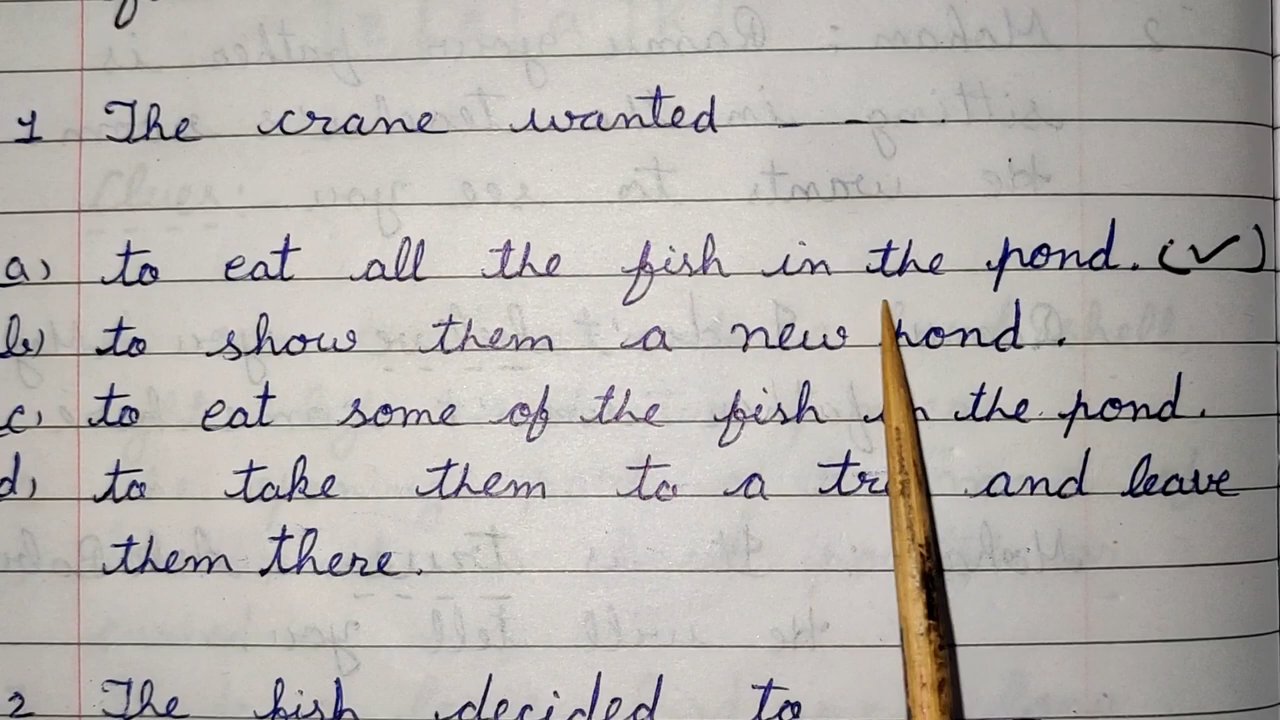 1 The crane wanted - - - .
a) to eat all the fish in the pond. (✓)
b) to show them a new pond.
c) to eat some of the fish in the pond.
d) to take them to a and leave
them there.
2 The fish decided to